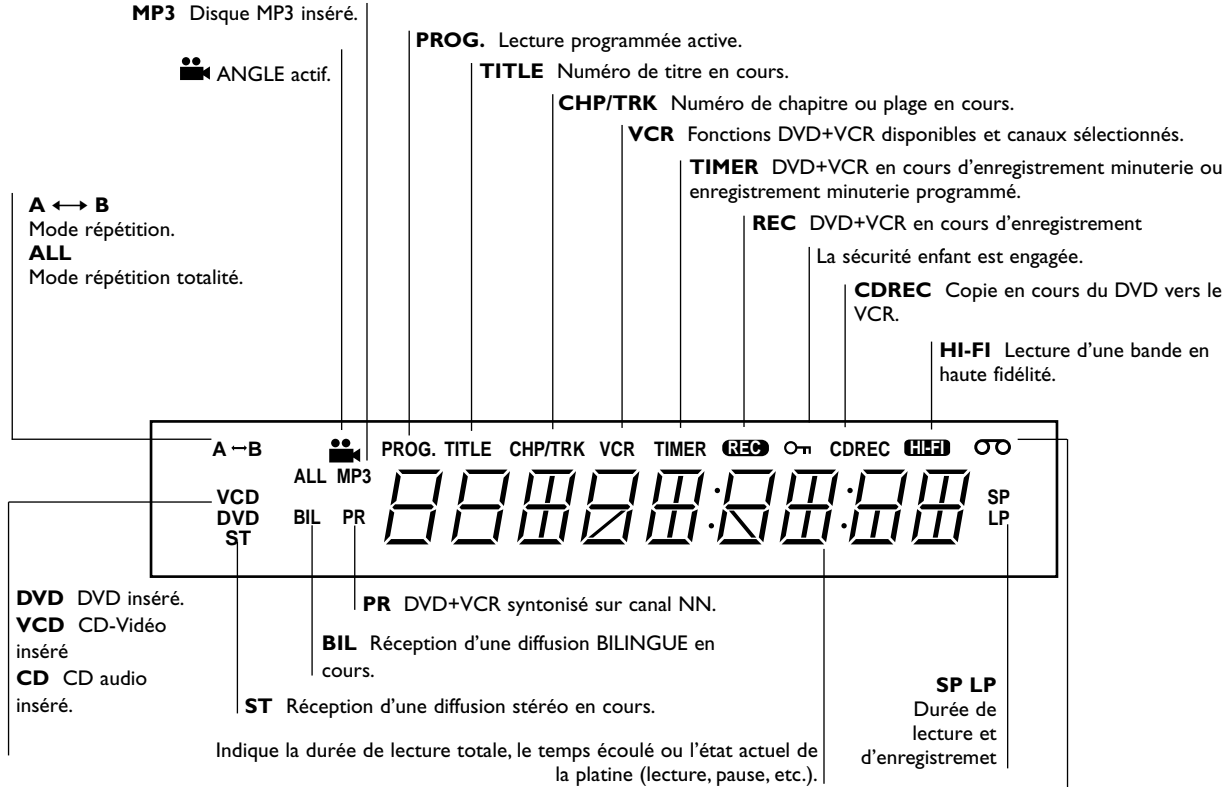 MP3 Disque MP3 inséré.
PROG. Lecture programmée active.
ANGLE actif.
TITLE Numéro de titre en cours.
CHP/TRK Numéro de chapitre ou plage en cours.
VCR Fonctions DVD+VCR disponibles et canaux sélectionnés.
TIMER DVD+VCR en cours d'enregistrement minuterie ou
enregistrement minuterie programmé.
A ↔ B
Mode répétition.
ALL
Mode répétition totalité.
REC DVD+VCR en cours d'enregistrement
La sécurité enfant est engagée.
CDREC Copie en cours du DVD vers le
VCR.
HI-FI Lecture d'une bande en
haute fidélité.
A↔B PROG. TITLE CHP/TRK VCR TIMER REC CDREC HI-FI
ALL MP3
VCD
DVD BIL PR
ST
SP
LP
DVD DVD inséré.
VCD CD-Vidéo
inséré
CD CD audio
inséré.
PR DVD+VCR syntonisé sur canal NN.
BIL Réception d'une diffusion BILINGUE en
cours.
ST Réception d'une diffusion stéréo en cours.
Indique la durée de lecture totale, le temps écoulé ou l'état actuel de
la platine (lecture, pause, etc.).
SP LP
Durée de
lecture et
d'enregistremet